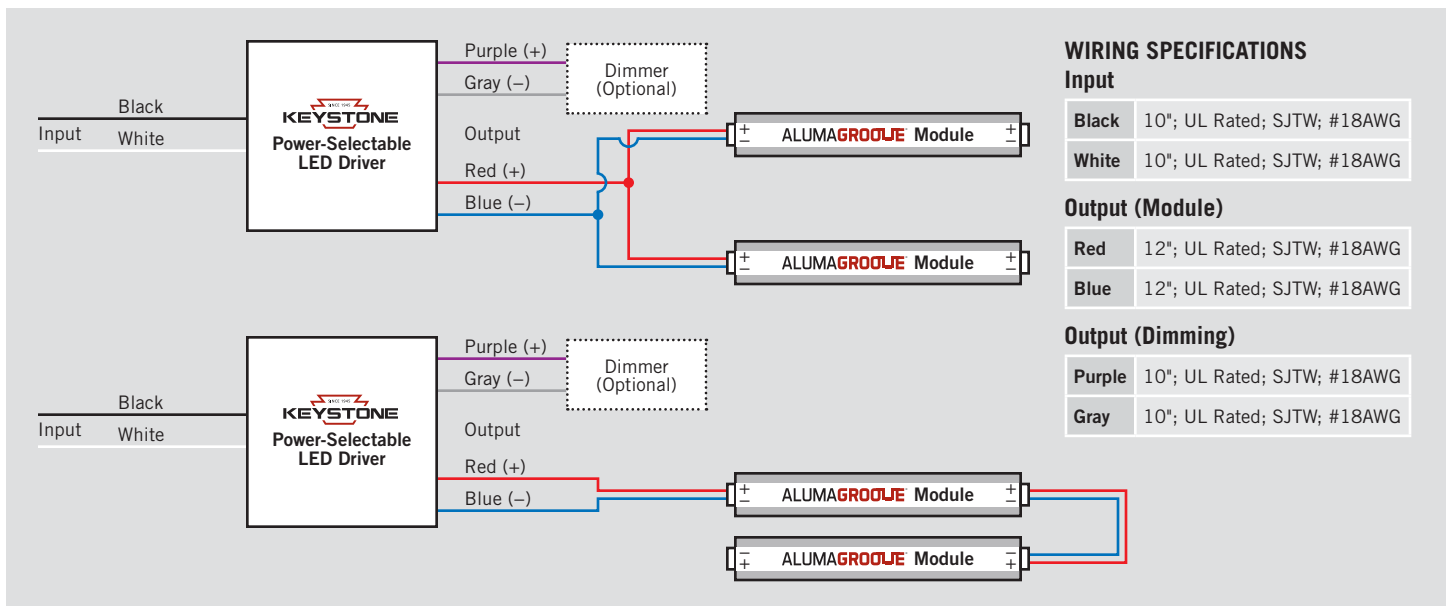 Purple (+)
Gray (–)
Dimmer
(Optional)
Black
Input
White
SINCE 1945
KEYSTONE
Power-Selectable
LED Driver
Output
Red (+)
Blue (–)
+
–
ALUMAGROOVE Module
+
–
+
–
ALUMAGROOVE Module
+
–
Purple (+)
Gray (–)
Dimmer
(Optional)
Black
Input
White
SINCE 1945
KEYSTONE
Power-Selectable
LED Driver
Output
Red (+)
Blue (–)
+
–
ALUMAGROOVE Module
+
–
–
+
ALUMAGROOVE Module
–
+
WIRING SPECIFICATIONS
Input
Black 10"; UL Rated; SJTW; #18AWG
White 10"; UL Rated; SJTW; #18AWG
Output (Module)
Red 12"; UL Rated; SJTW; #18AWG
Blue 12"; UL Rated; SJTW; #18AWG
Output (Dimming)
Purple 10"; UL Rated; SJTW; #18AWG
Gray 10"; UL Rated; SJTW; #18AWG